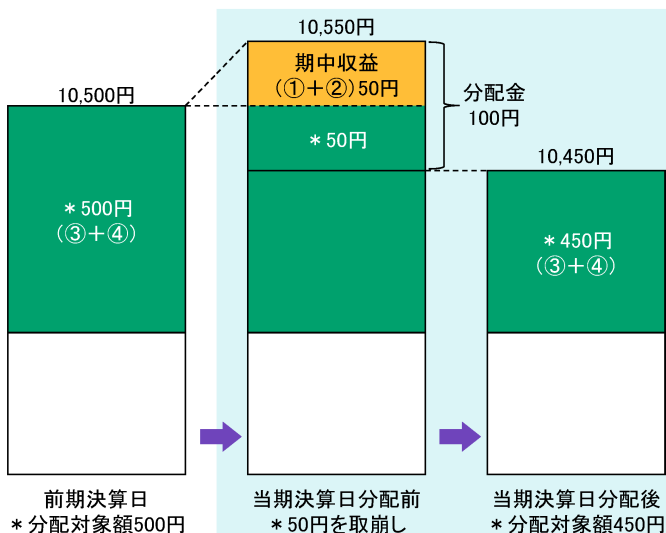 10,550円
期中収益
(①+②)50円
10,500円
分配金
100円
*50円
10,450円
*500円
(③+④)
*450円
(③+④)
前期決算日
*分配対象額500円
当期決算日分配前
*50円を取崩し
当期決算日分配後
*分配対象額450円